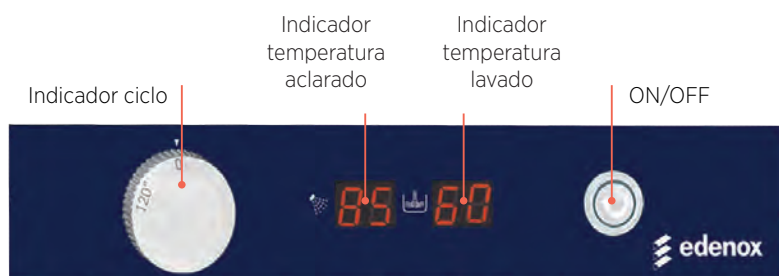 Indicador
temperatura
aclarado
Indicador
temperatura
lavado
Indicador ciclo
ON/OFF
120"
85
60
edenox